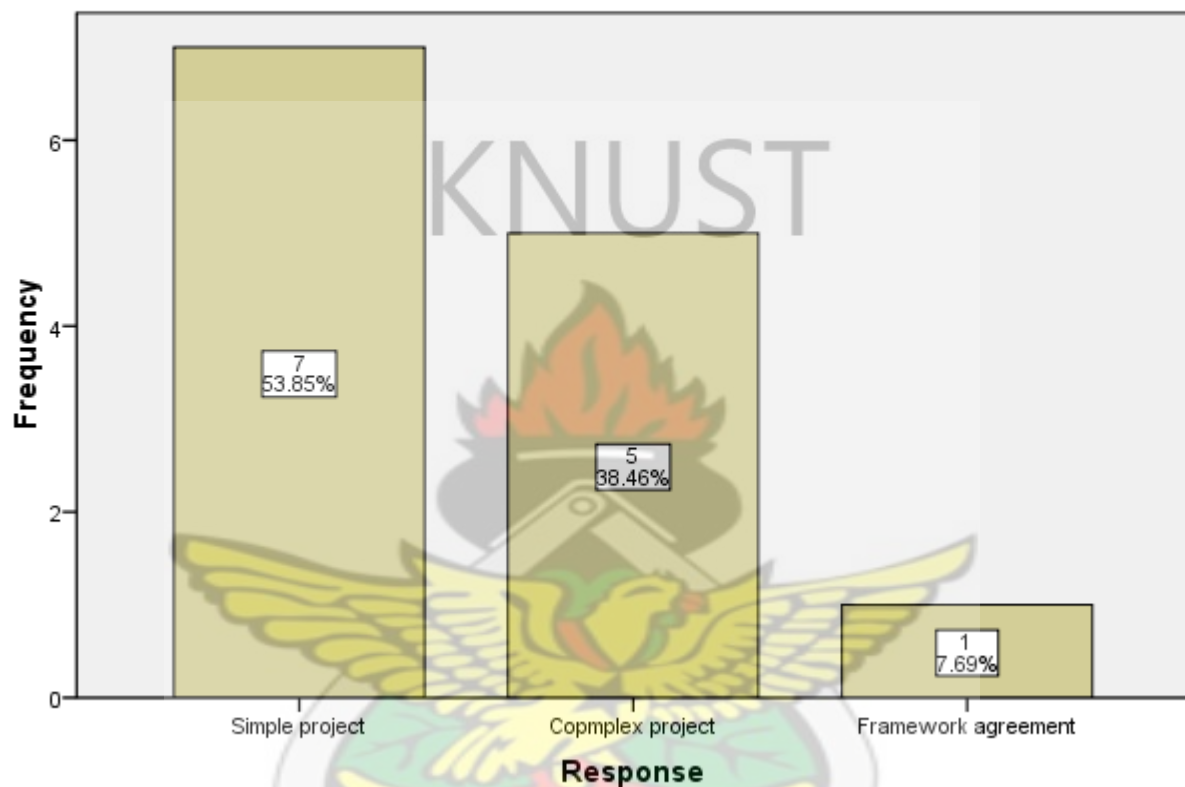 KNUST
Frequency
6
4
2
0
7
53.85%
5
38.46%
1
7.69%
Simple project
Copmplex project
Framework agreement
Response